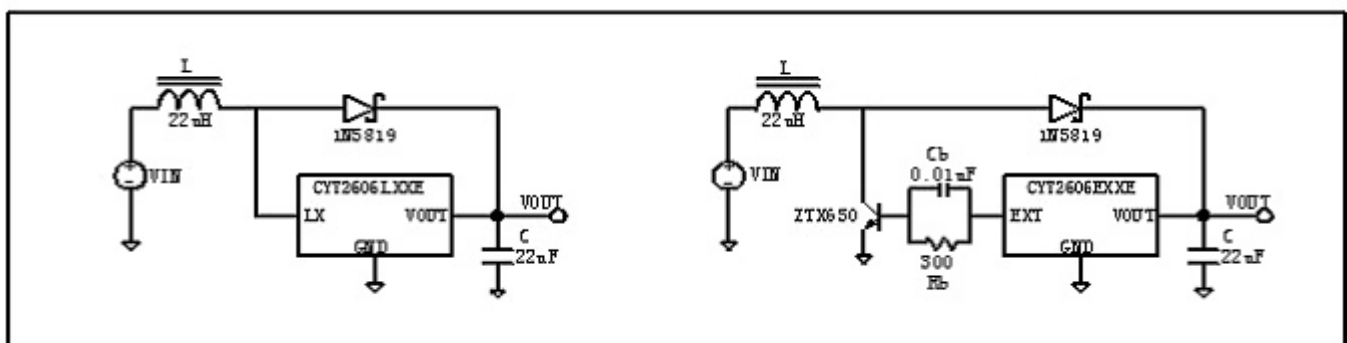 L
22uH
1N5819
VIN
CYT2606LXXE
LX
VOUT
GND
VOUT
C
22uF
L
22uH
1N5819
VIN
ZTX650
Cb
0.01uF
300
Rb
CYT2606EXXE
EXT
VOUT
GND
VOUT
C
22uF